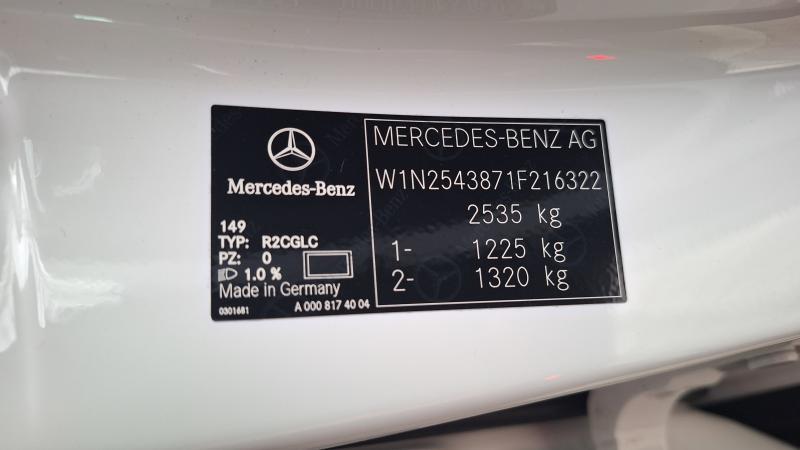 Mercedes-Benz
149
TYP: R2CGLC
PZ: 0
1.0 %
Made in Germany
0301681
A 000 817 40 04
MERCEDES-BENZ AG
W1N2543871F216322
2535 kg
1- 1225 kg
2- 1320 kg